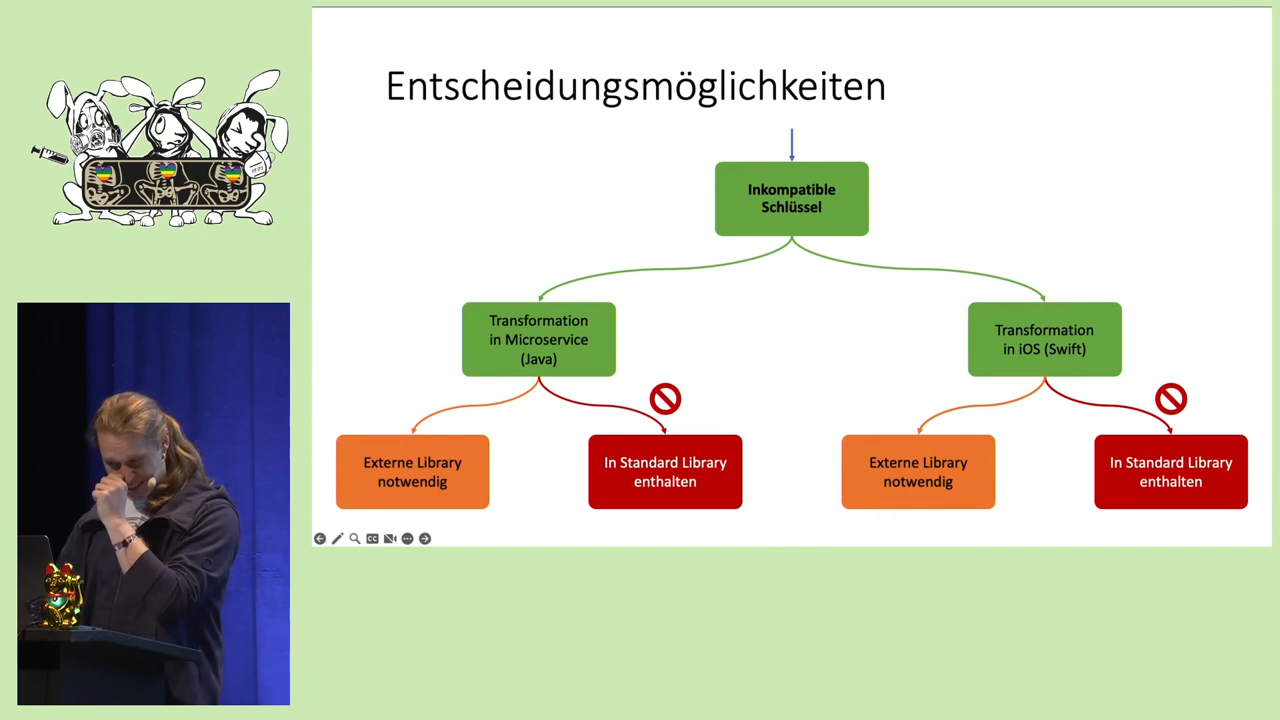 Entscheidungsmöglichkeiten
Inkompatible
Schlüssel
Transformation
in Microservice
(Java)
Transformation
in iOS (Swift)
Externe Library
notwendig
In Standard Library
enthalten
Externe Library
notwendig
In Standard Library
enthalten
CC